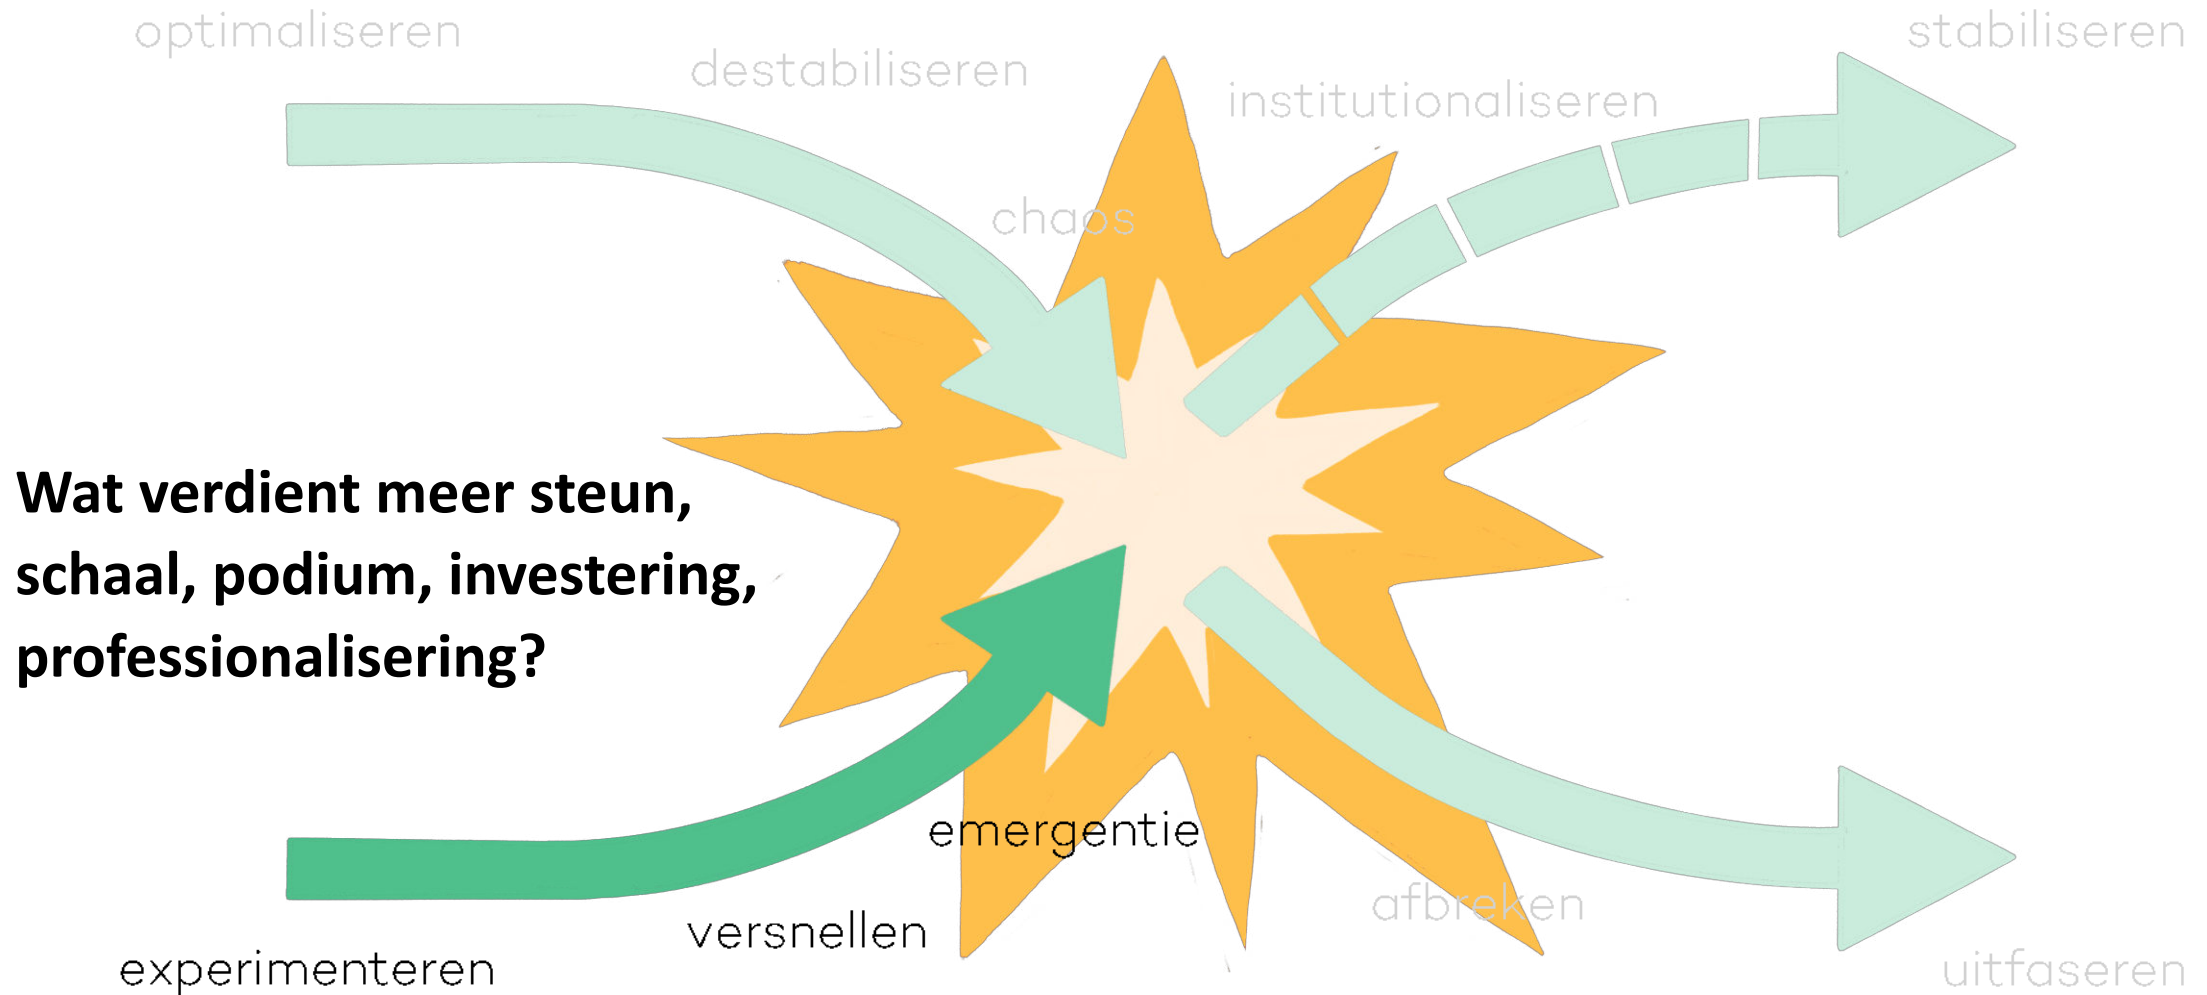 optimaliseren
destabiliseren
institutionaliseren
stabiliseren
chaos
Wat verdient meer steun,
schaal, podium, investering,
professionalisering?
emergentie
versnellen
experimenteren
afbreken
uitfaseren